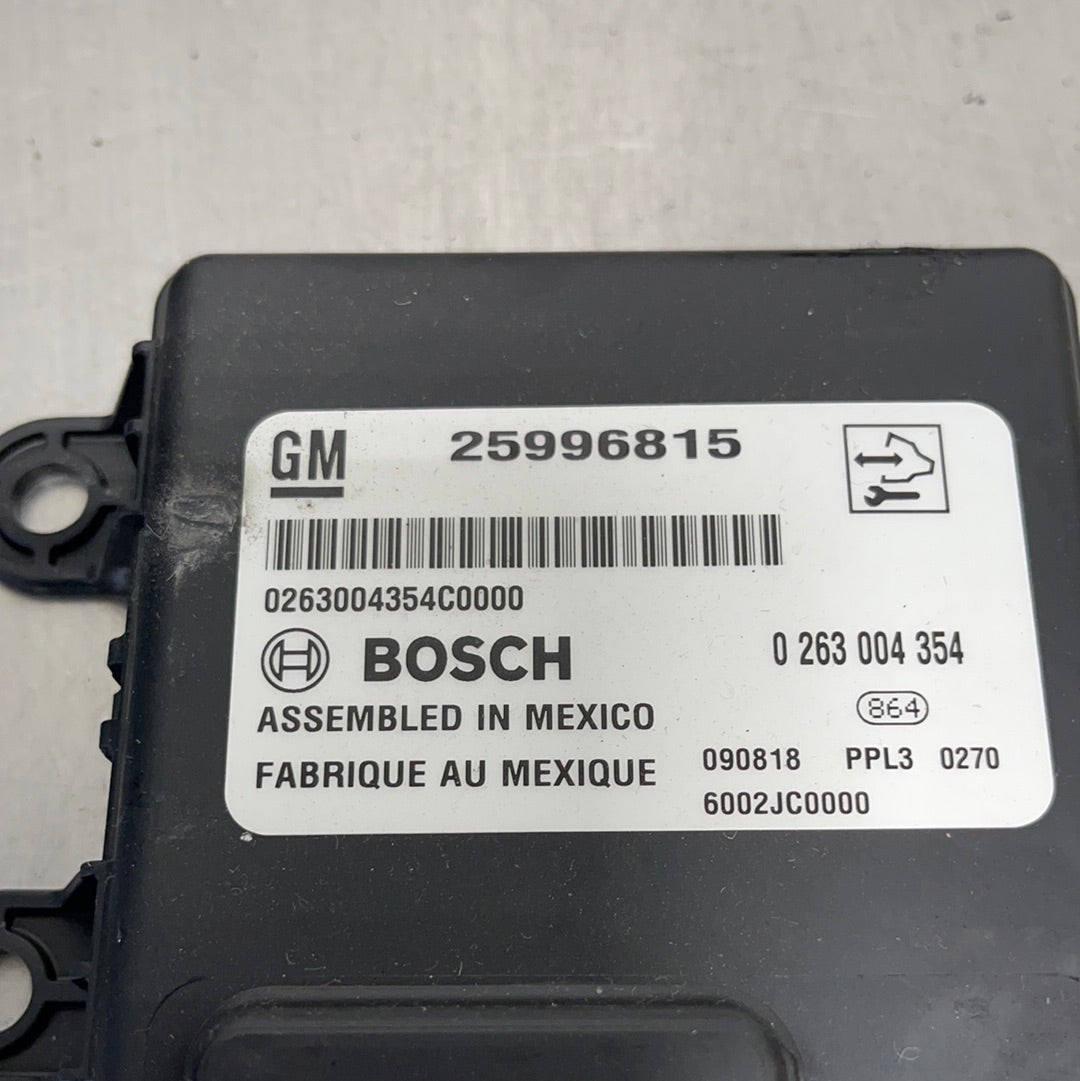 GM 25996815
0263004354C0000
BOSCH 0 263 004 354
ASSEMBLED IN MEXICO 864
FABRIQUE AU MEXIQUE 090818 PPL3 0270
6002JC0000